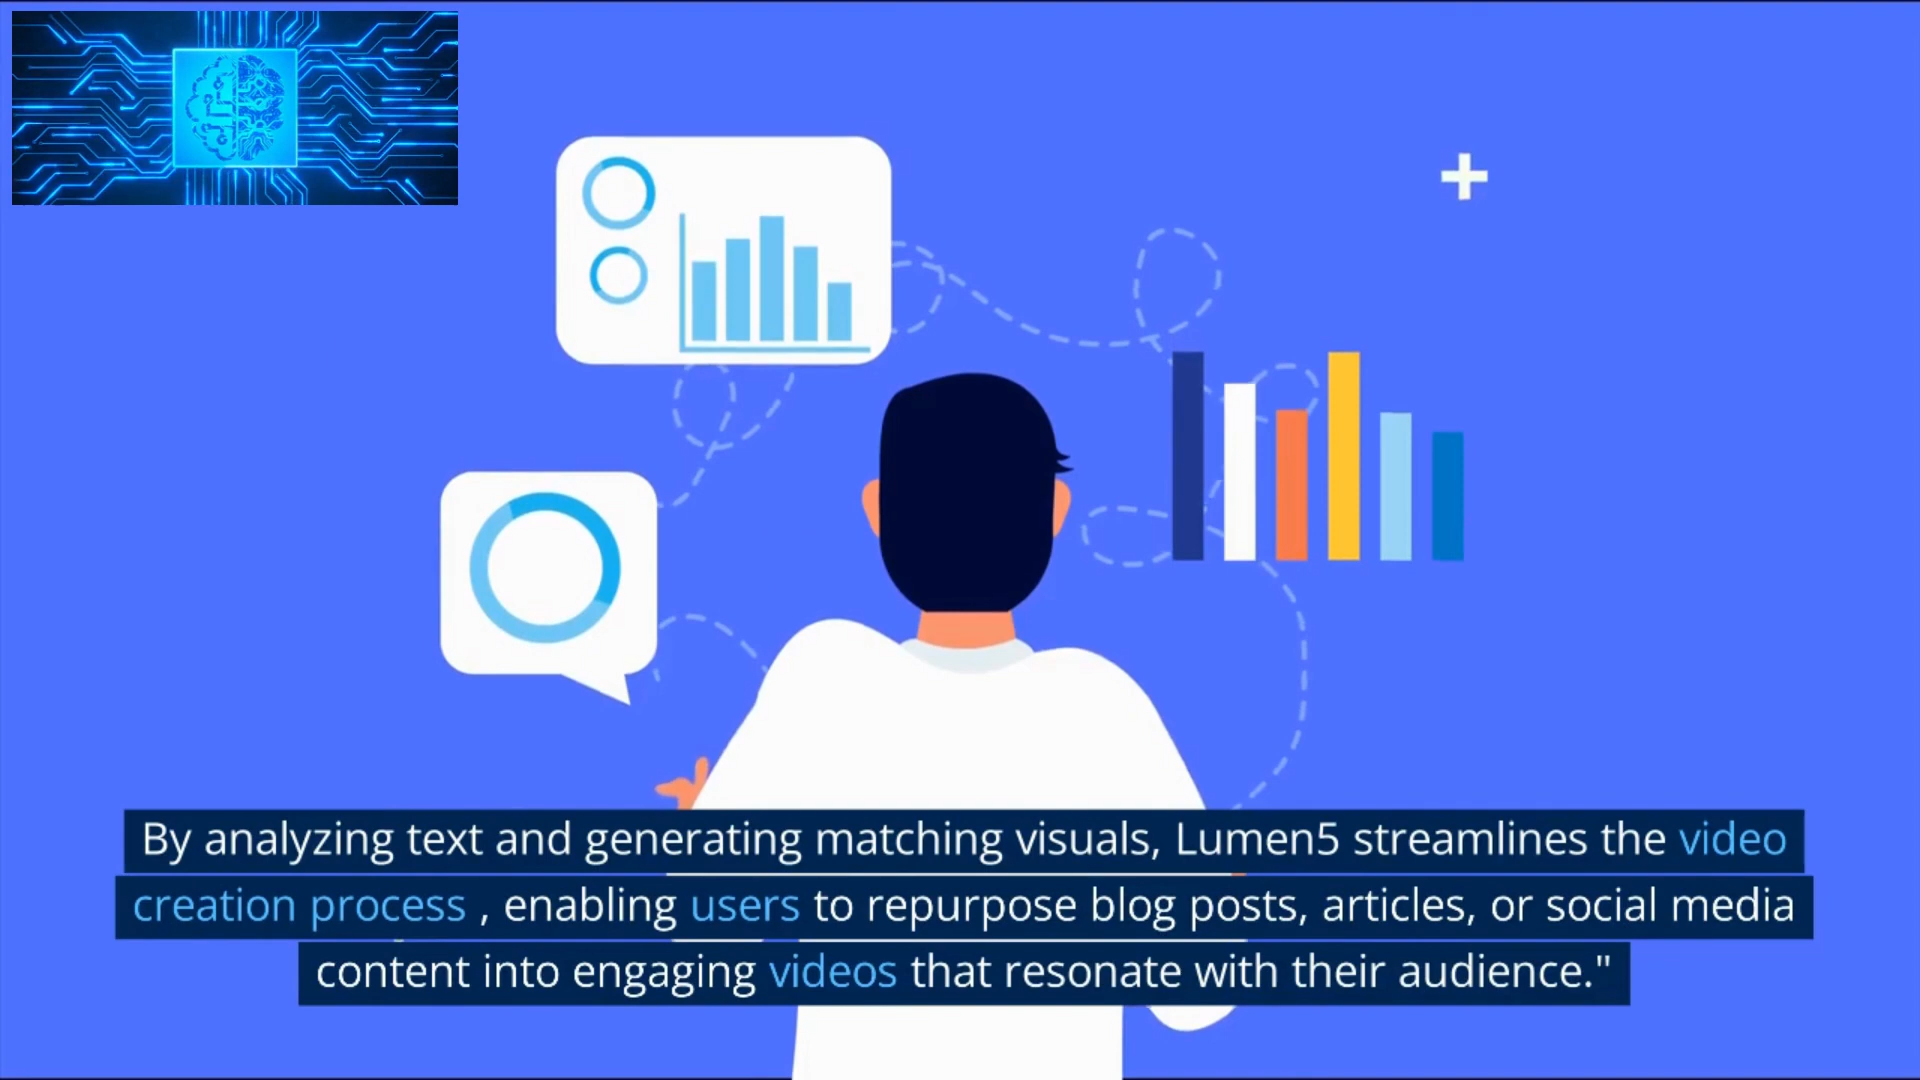 By analyzing text and generating matching visuals, Lumen5 streamlines the video
creation process , enabling users to repurpose blog posts, articles, or social media
content into engaging videos that resonate with their audience."